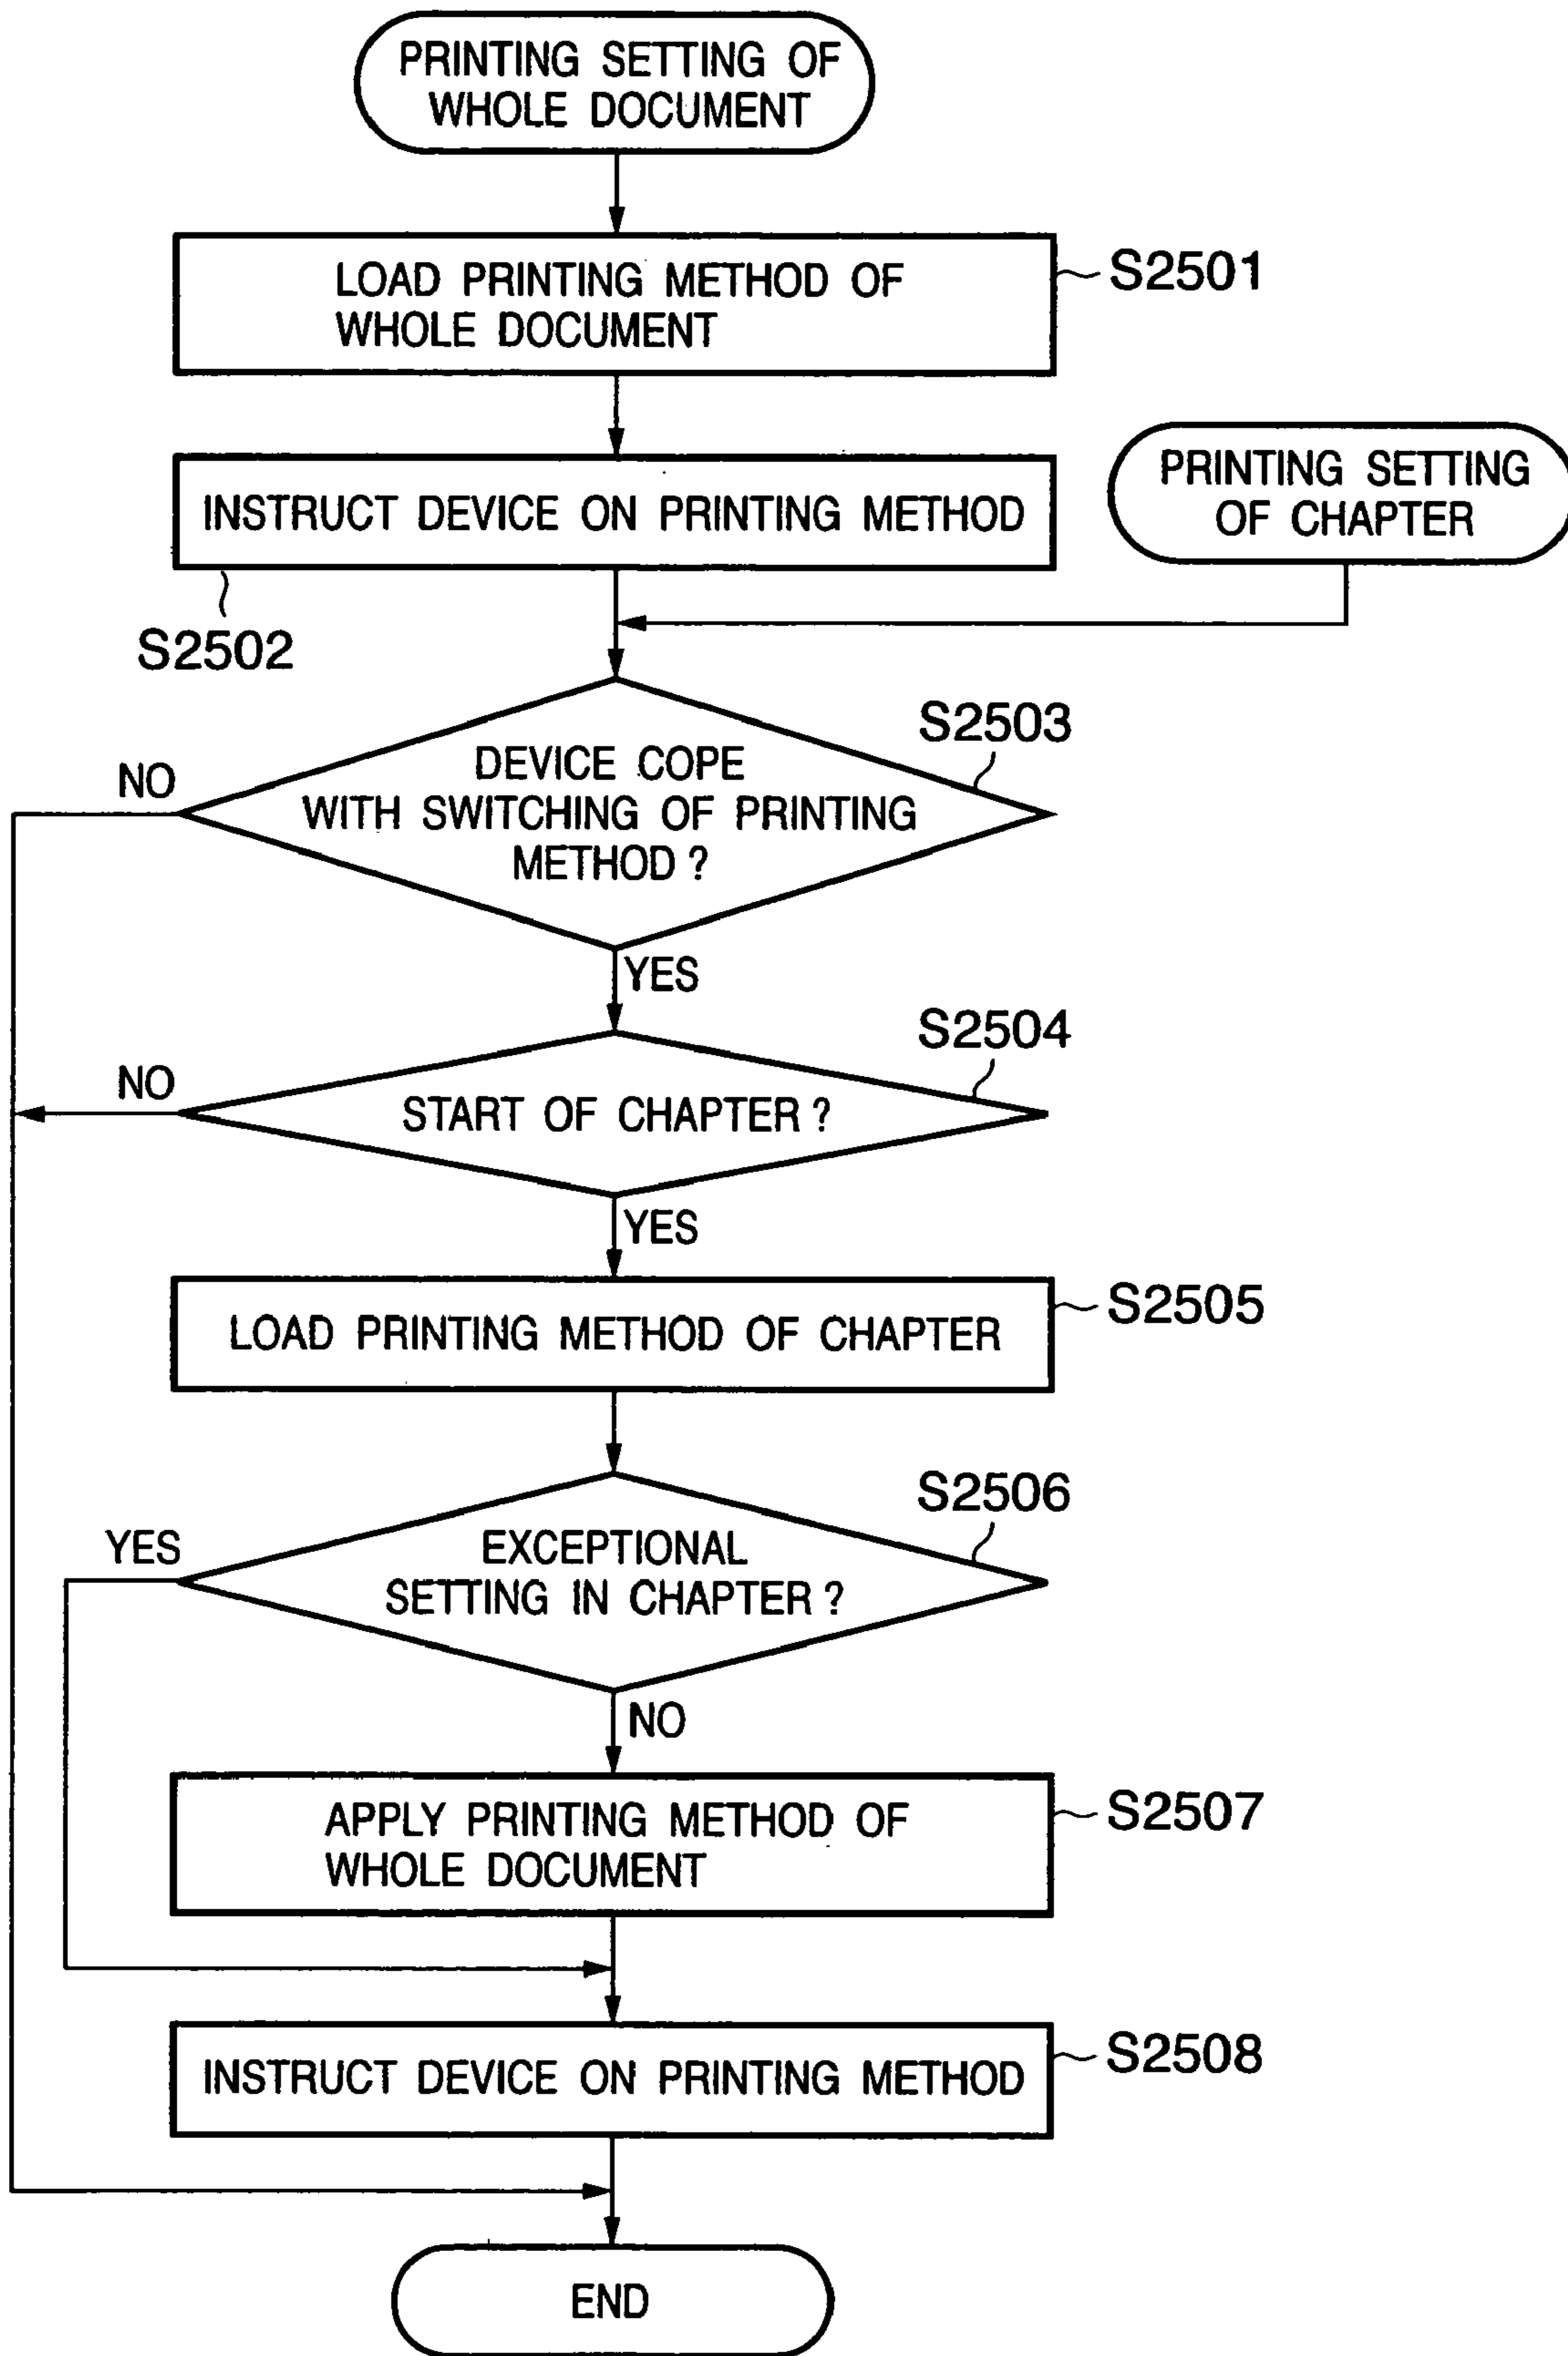 PRINTING SETTING OF
WHOLE DOCUMENT
LOAD PRINTING METHOD OF
WHOLE DOCUMENT
S2501
INSTRUCT DEVICE ON PRINTING METHOD
S2502
PRINTING SETTING
OF CHAPTER
S2503
DEVICE COPE
WITH SWITCHING OF PRINTING
METHOD ?
NO
YES
S2504
START OF CHAPTER ?
NO
YES
LOAD PRINTING METHOD OF CHAPTER
S2505
S2506
EXCEPTIONAL
SETTING IN CHAPTER ?
YES
NO
APPLY PRINTING METHOD OF
WHOLE DOCUMENT
S2507
INSTRUCT DEVICE ON PRINTING METHOD
S2508
END